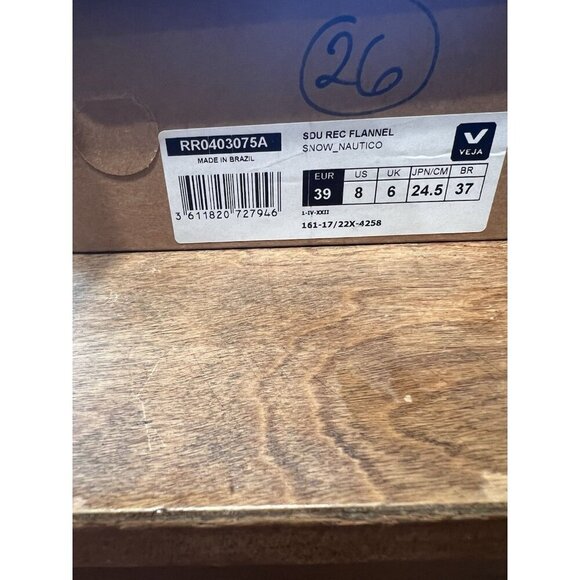 26
RR0403075A
MADE IN BRAZIL
3 611820 727946
SDU REC FLANNEL
SNOW_NAUTICO
EUR US UK JPN/CM BR
39 8 6 24.5 37
1-IV-XXII
161-17/22X-4258
VEJA